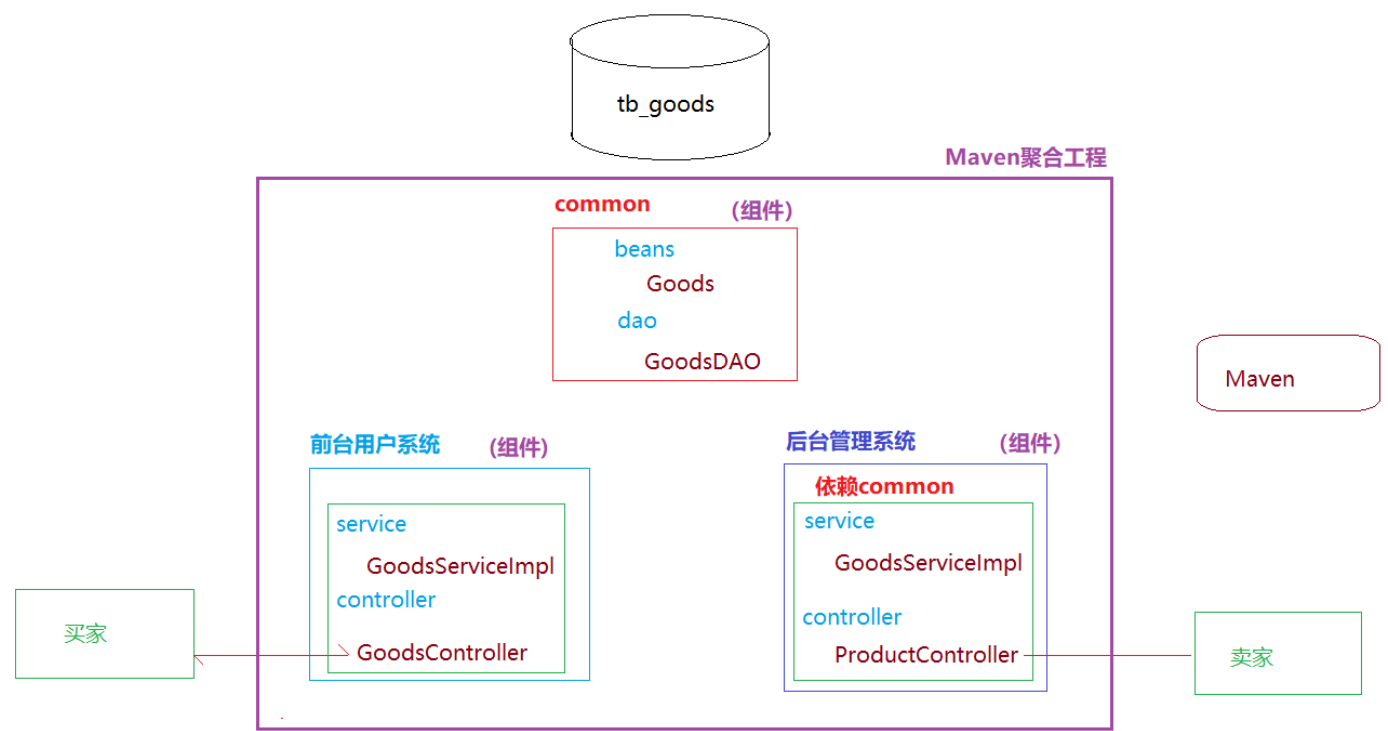 tb_goods
Maven聚合工程
common (组件)
beans
Goods
dao
GoodsDAO
Maven
前台用户系统 (组件)
service
GoodsServiceImpl
controller
GoodsController
后台管理系统 (组件)
依赖common
service
GoodsServiceImpl
controller
ProductController
买家
卖家